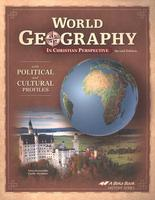 WORLD
GEOGRAPHY
IN CHRISTIAN PERSPECTIVE
Second Edition
with
POLITICAL
and
CULTURAL
PROFILES
A BEKA BOOK